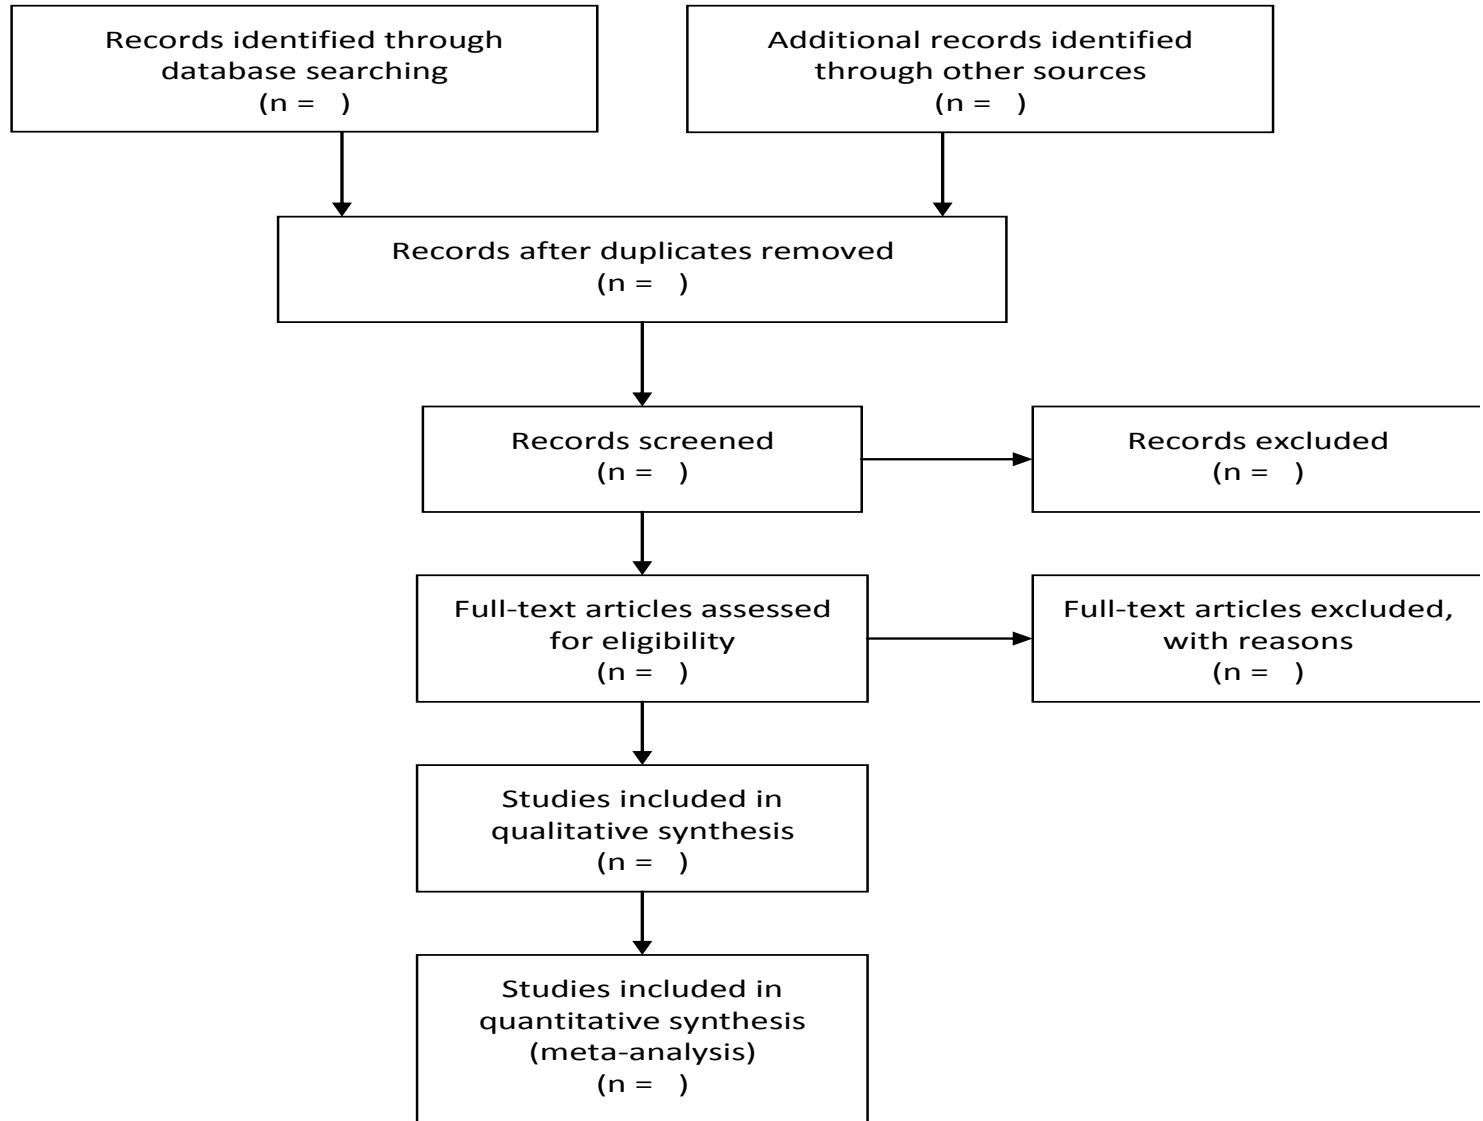 Records identified through
database searching
(n =   )
Additional records identified
through other sources
(n =   )
Records after duplicates removed
(n =   )
Records screened
(n =   )
Records excluded
(n =   )
Full-text articles assessed
for eligibility
(n =   )
Full-text articles excluded,
with reasons
(n =   )
Studies included in
qualitative synthesis
(n =   )
Studies included in
quantitative synthesis
(meta-analysis)
(n =   )